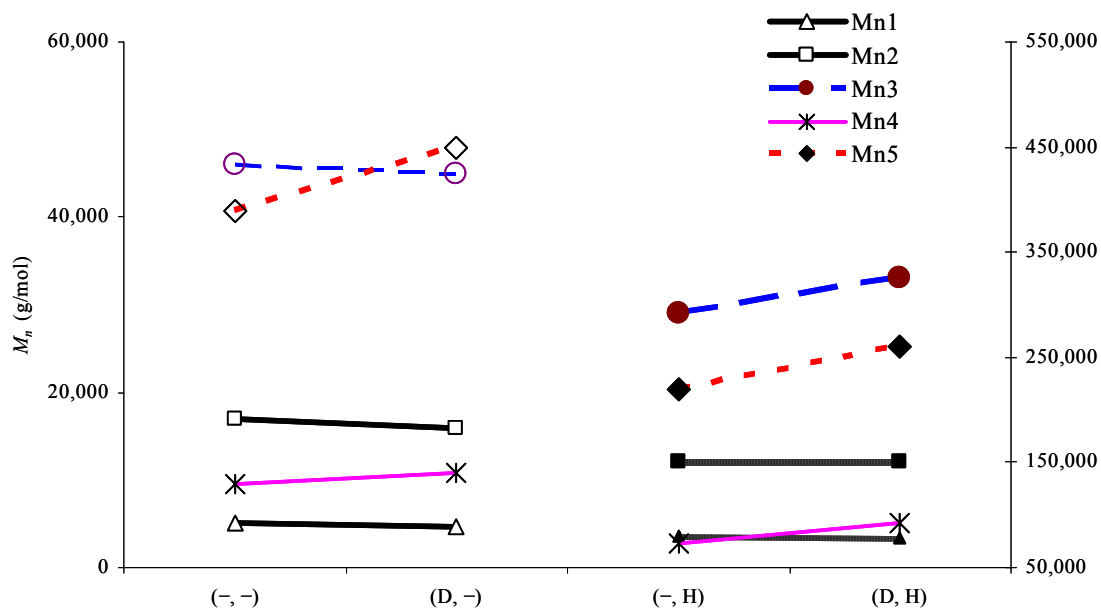 Mn1
Mn2
Mn3
Mn4
Mn5
60,000
40,000
20,000
0
Mn (g/mol)
550,000
450,000
350,000
250,000
150,000
50,000
(−, −) (D, −) (−, H) (D, H)